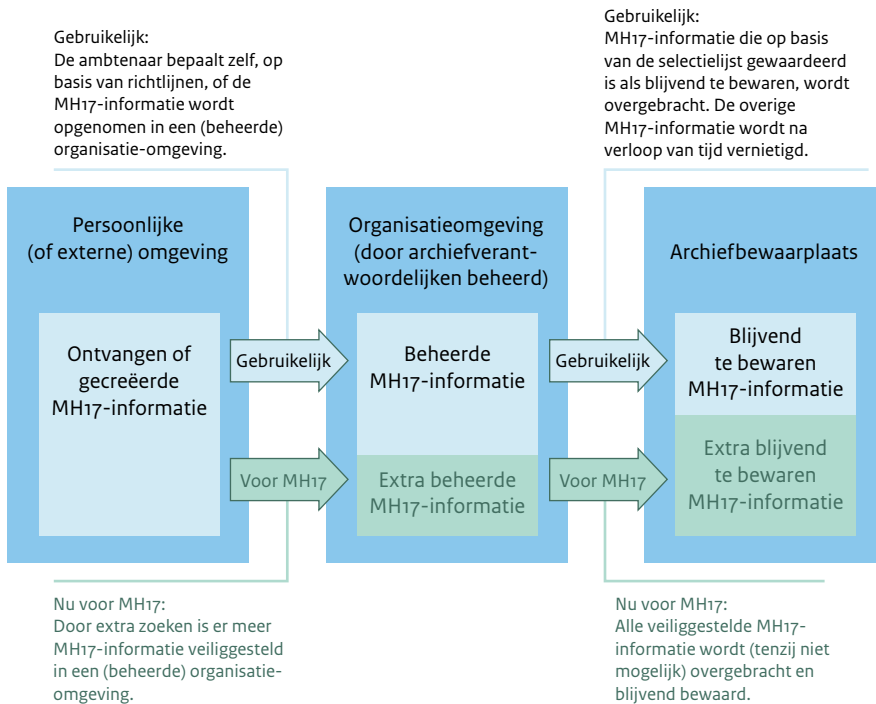 Gebruikelijk:
De ambtenaar bepaalt zelf, op
basis van richtlijnen, of de
MH17-informatie wordt
opgenomen in een (beheerde)
organisatie-omgeving.
Gebruikelijk:
MH17-informatie die op basis
van de selectielijst gewaardeerd
is als blijvend te bewaren, wordt
overgebracht. De overige
MH17-informatie wordt na
verloop van tijd vernietigd.
Persoonlijke
(of externe) omgeving
Organisatieomgeving
(door archiefverant-
woordelijken beheerd)
Archiefbewaarplaats
Ontvangen of
gecreëerde
MH17-informatie
Gebruikelijk
Beheerde
MH17-informatie
Gebruikelijk
Blijvend
te bewaren
MH17-informatie
Voor MH17
Extra beheerde
MH17-informatie
Voor MH17
Extra blijvend
te bewaren
MH17-informatie
Nu voor MH17:
Door extra zoeken is er meer
MH17-informatie veiliggesteld
in een (beheerde) organisatie-
omgeving.
Nu voor MH17:
Alle veiliggestelde MH17-
informatie wordt (tenzij niet
mogelijk) overgebracht en
blijvend bewaard.